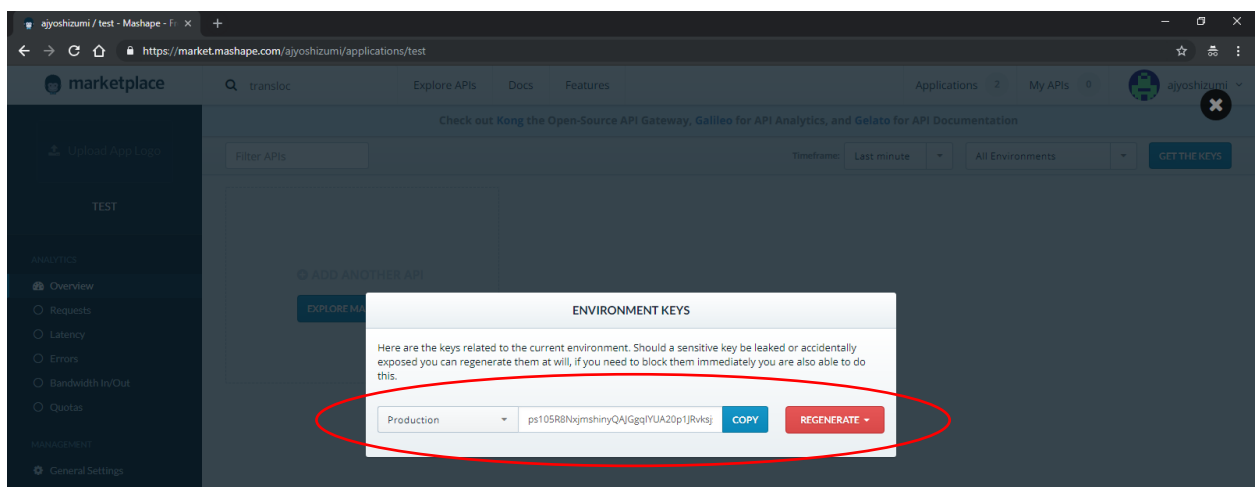 ajyoshizumi / test - Mashape - Fr
https://market.mashape.com/ajyoshizumi/applications/test
marketplace
transloc
Explore APIs
Docs
Features
Applications 2
My APIs 0
ajyoshizumi
Check out Kong the Open-Source API Gateway, Galileo for API Analytics, and Gelato for API Documentation
Upload App Logo
Filter APIs
Timeframe: Last minute
All Environments
GET THE KEYS
TEST
ANALYTICS
Overview
Requests
Latency
Errors
Bandwidth In/Out
Quotas
MANAGEMENT
General Settings
ADD ANOTHER API
EXPLORE MA
ENVIRONMENT KEYS
Here are the keys related to the current environment. Should a sensitive key be leaked or accidentally
exposed you can regenerate them at will, if you need to block them immediately you are also able to do
this.
Production
COPY
REGENERATE